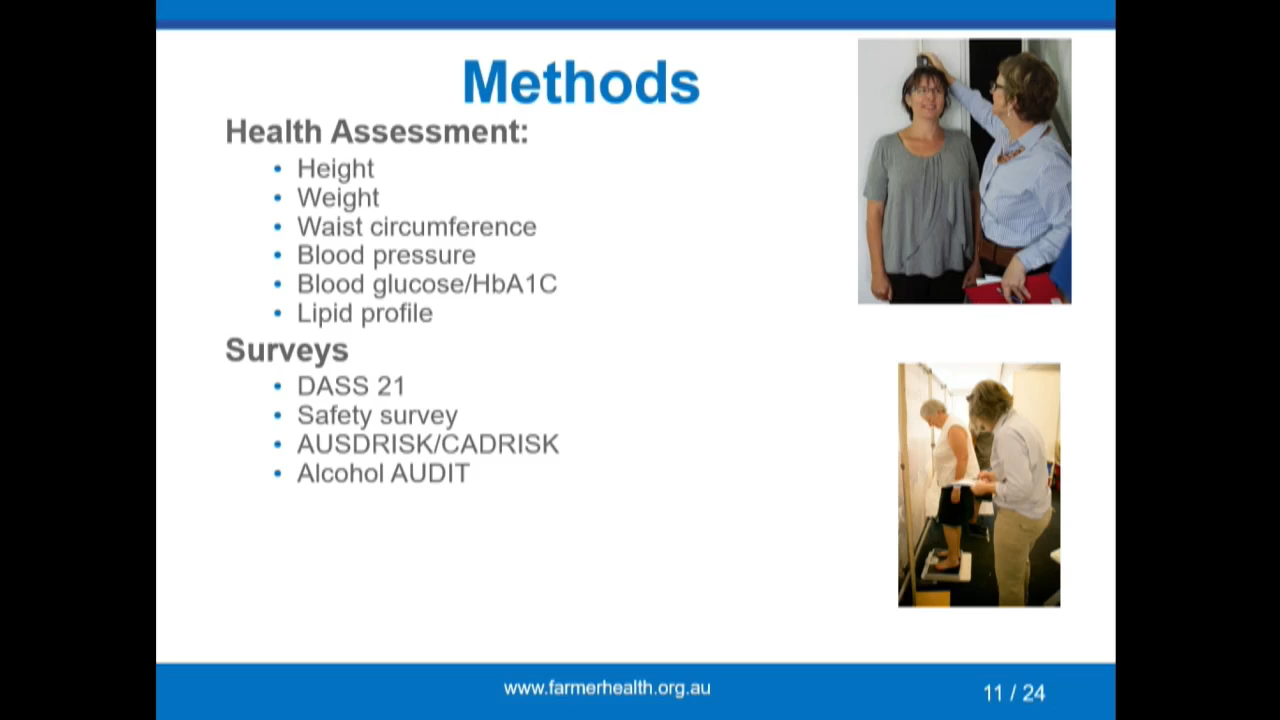 Methods
Health Assessment:
• Height
• Weight
• Waist circumference
• Blood pressure
• Blood glucose/HbA1C
• Lipid profile
Surveys
• DASS 21
• Safety survey
• AUSDRISK/CADRISK
• Alcohol AUDIT
www.farmerhealth.org.au
11 / 24